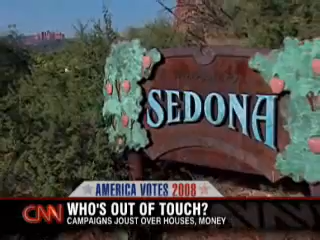 SEDONA
AMERICA VOTES 2008
CNN WHO'S OUT OF TOUCH?
CAMPAIGNS JOUST OVER HOUSES, MONEY